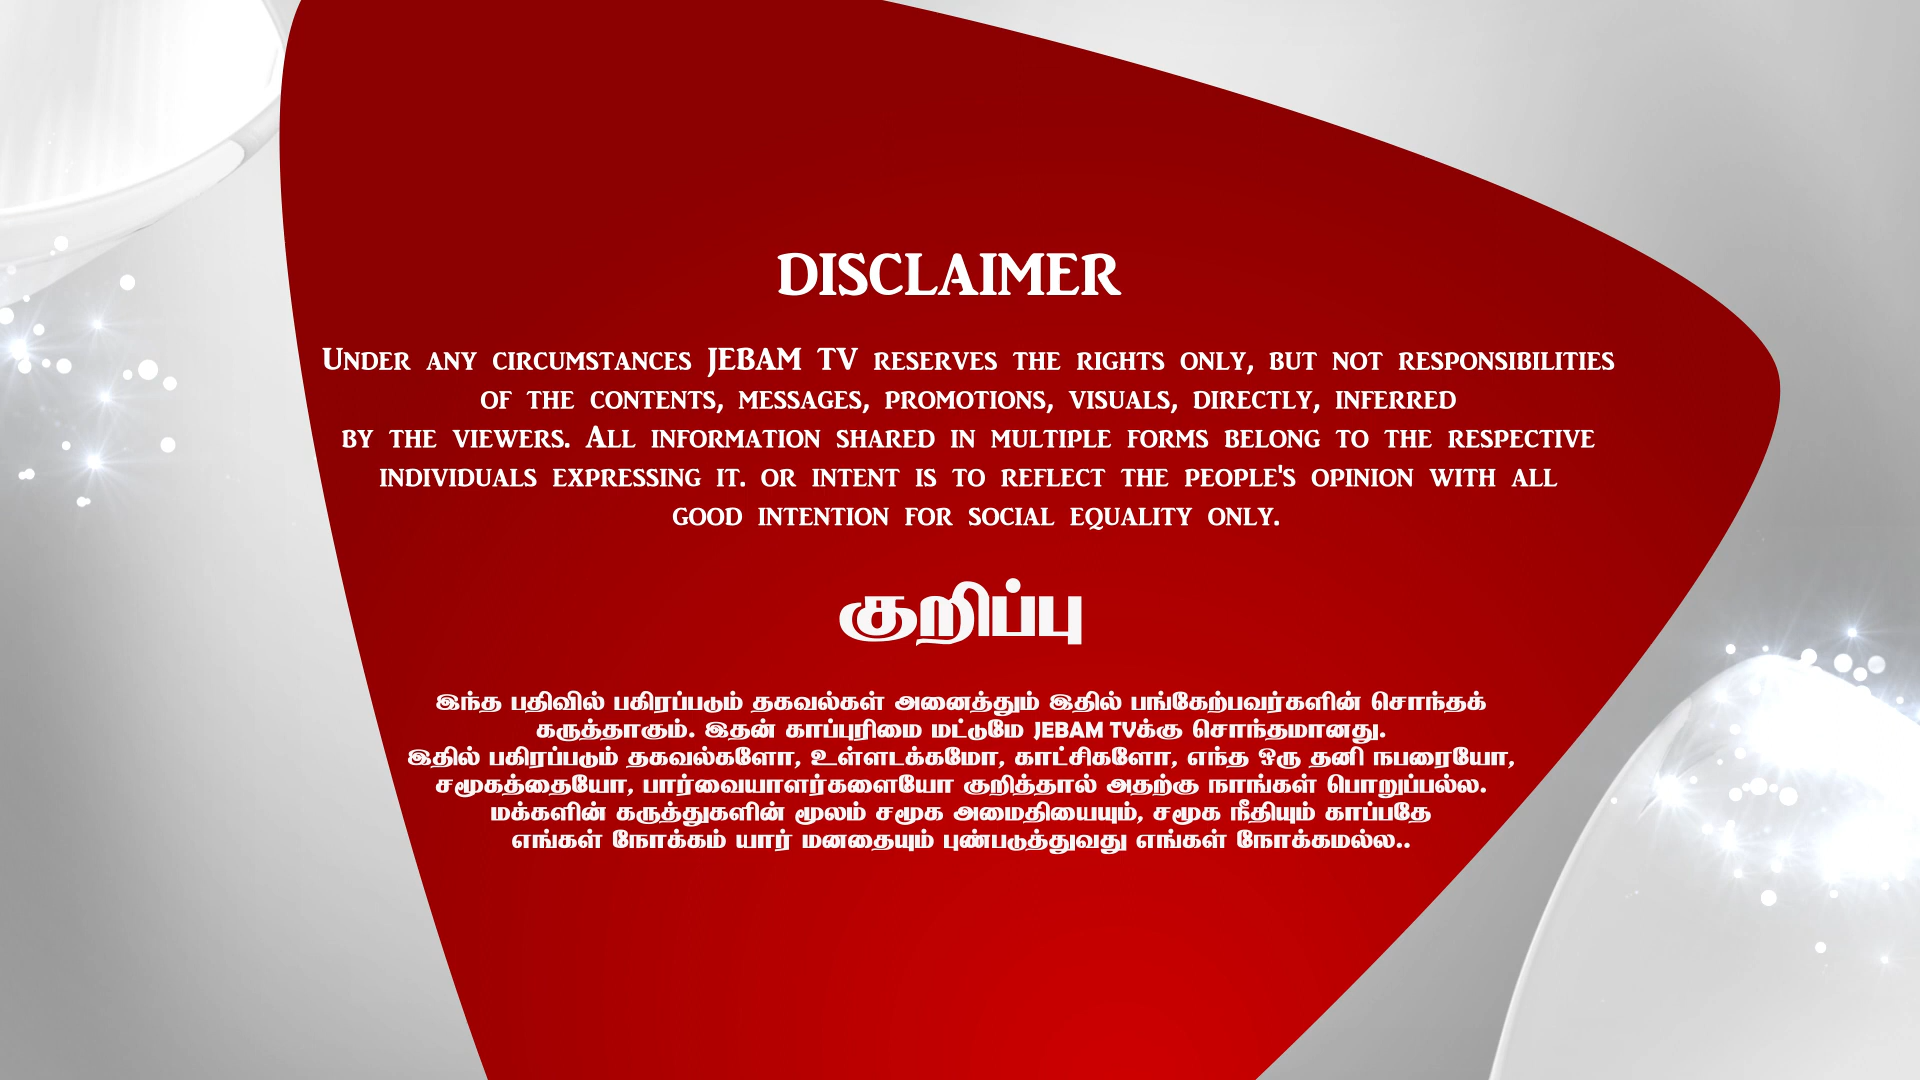 DISCLAIMER
Under any circumstances JEBAM TV reserves the rights only, but not responsibilities
of the contents, messages, promotions, visuals, directly, inferred
by the viewers. All information shared in multiple forms belong to the respective
individuals expressing it. or intent is to reflect the people's opinion with all
good intention for social equality only.
குறிப்பு
இந்த பதிவில் பகிரப்படும் தகவல்கள் அனைத்தும் இதில் பங்கேற்பவர்களின் சொந்தக்
கருத்தாகும். இதன் காப்புரிமை மட்டுமே JEBAM TVக்கு சொந்தமானது.
இதில் பகிரப்படும் தகவல்களோ, உள்ளடக்கமோ, காட்சிகளோ, எந்த ஒரு தனி நபரையோ,
சமூகத்தையோ, பார்வையாளர்களையோ குறித்தால் அதற்கு நாங்கள் பொறுப்பல்ல.
மக்களின் கருத்துகளின் மூலம் சமூக அமைதியையும், சமூக நீதியும் காப்பதே
எங்கள் நோக்கம் யார் மனதையும் புண்படுத்துவது எங்கள் நோக்கமல்ல..